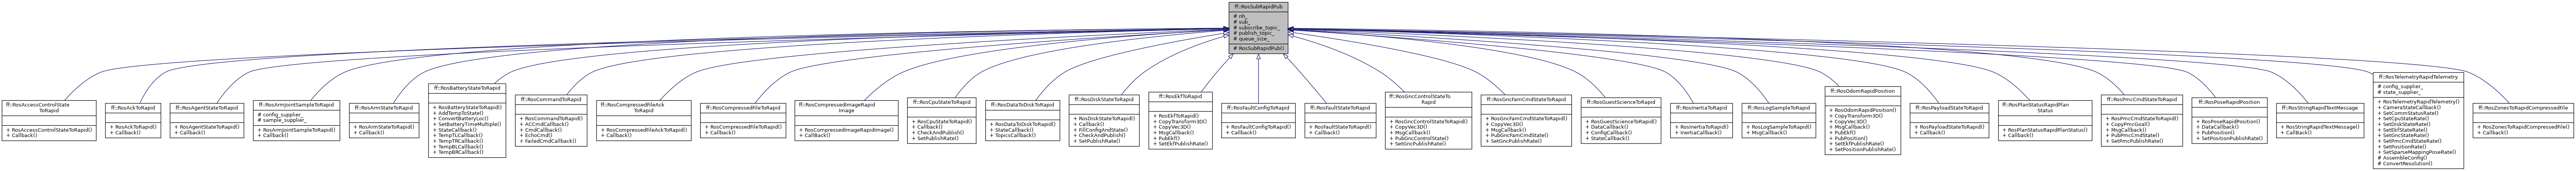 ff::RosSubRapidPub
# nh_
# sub_
# subscribe_topic_
# publish_topic_
# queue_size_
# RosSubRapidPub()
ff::RosAccessControlState
ToRapid
+ RosAccessControlStateToRapid()
+ Callback()
ff::RosAckToRapid
+ RosAckToRapid()
+ Callback()
ff::RosAgentStateToRapid
+ RosAgentStateToRapid()
+ Callback()
ff::RosArmJointSampleToRapid
# config_supplier_
# sample_supplier_
+ RosArmJointSampleToRapid()
+ Callback()
ff::RosArmStateToRapid
+ RosArmStateToRapid()
+ Callback()
ff::RosBatteryStateToRapid
+ RosBatteryStateToRapid()
+ AddTempToState()
+ ConvertBatteryLoc()
+ SetBatteryTimeMultiple()
+ StateCallback()
+ TempTLCallback()
+ TempTRCallback()
+ TempBLCallback()
+ TempBRCallback()
ff::RosCommandToRapid
+ RosCommandToRapid()
+ ACCmdCallback()
+ CmdCallback()
+ EchoCmd()
+ FailedCmdCallback()
ff::RosCompressedFileAck
ToRapid
+ RosCompressedFileAckToRapid()
+ Callback()
ff::RosCompressedFileToRapid
+ RosCompressedFileToRapid()
+ Callback()
ff::RosCompressedImageRapid
Image
+ RosCompressedImageRapidImage()
+ CallBack()
ff::RosCpuStateToRapid
+ RosCpuStateToRapid()
+ Callback()
+ CheckAndPublish()
+ SetPublishRate()
ff::RosDataToDiskToRapid
+ RosDataToDiskToRapid()
+ StateCallback()
+ TopicsCallback()
ff::RosDiskStateToRapid
+ RosDiskStateToRapid()
+ Callback()
+ FillConfigAndState()
+ CheckAndPublish()
+ SetPublishRate()
ff::RosEkfToRapid
+ RosEkfToRapid()
+ CopyTransform3D()
+ CopyVec3D()
+ MsgCallback()
+ PubEkf()
+ SetEkfPublishRate()
ff::RosFaultConfigToRapid
+ RosFaultConfigToRapid()
+ Callback()
ff::RosFaultStateToRapid
+ RosFaultStateToRapid()
+ Callback()
ff::RosGncControlStateTo
Rapid
+ RosGncControlStateToRapid()
+ CopyVec3D()
+ MsgCallback()
+ PubGncControlState()
+ SetGncPublishRate()
ff::RosGncFamCmdStateToRapid
+ RosGncFamCmdStateToRapid()
+ CopyVec3D()
+ MsgCallback()
+ PubGncFamCmdState()
+ SetGncPublishRate()
ff::RosGuestScienceToRapid
+ RosGuestScienceToRapid()
+ DataCallback()
+ ConfigCallback()
+ StateCallback()
ff::RosInertiaToRapid
+ RosInertiaToRapid()
+ InertiaCallback()
ff::RosLogSampleToRapid
+ RosLogSampleToRapid()
+ MsgCallback()
ff::RosOdomRapidPosition
+ RosOdomRapidPosition()
+ CopyTransform3D()
+ CopyVec3D()
+ MsgCallback()
+ PubEkf()
+ PubPosition()
+ SetEkfPublishRate()
+ SetPositionPublishRate()
ff::RosPayloadStateToRapid
+ RosPayloadStateToRapid()
+ Callback()
ff::RosPlanStatusRapidPlan
Status
+ RosPlanStatusRapidPlanStatus()
+ Callback()
ff::RosPmcCmdStateToRapid
+ RosPmcCmdStateToRapid()
+ CopyPmcGoal()
+ MsgCallback()
+ PubPmcCmdState()
+ SetPmcPublishRate()
ff::RosPoseRapidPosition
+ RosPoseRapidPosition()
+ DataCallback()
+ PubPosition()
+ SetPositionPublishRate()
ff::RosStringRapidTextMessage
+ RosStringRapidTextMessage()
+ CallBack()
ff::RosTelemetryRapidTelemetry
# config_supplier_
# state_supplier_
+ RosTelemetryRapidTelemetry()
+ CameraStateCallback()
+ SetCommStatusRate()
+ SetCpuStateRate()
+ SetDiskStateRate()
+ SetEkfStateRate()
+ SetGncStateRate()
+ SetPmcCmdStateRate()
+ SetPositionRate()
+ SetSparseMappingPoseRate()
# AssembleConfig()
# ConvertResolution()
ff::RosZonesToRapidCompressedFile
+ RosZonesToRapidCompressedFile()
+ Callback()